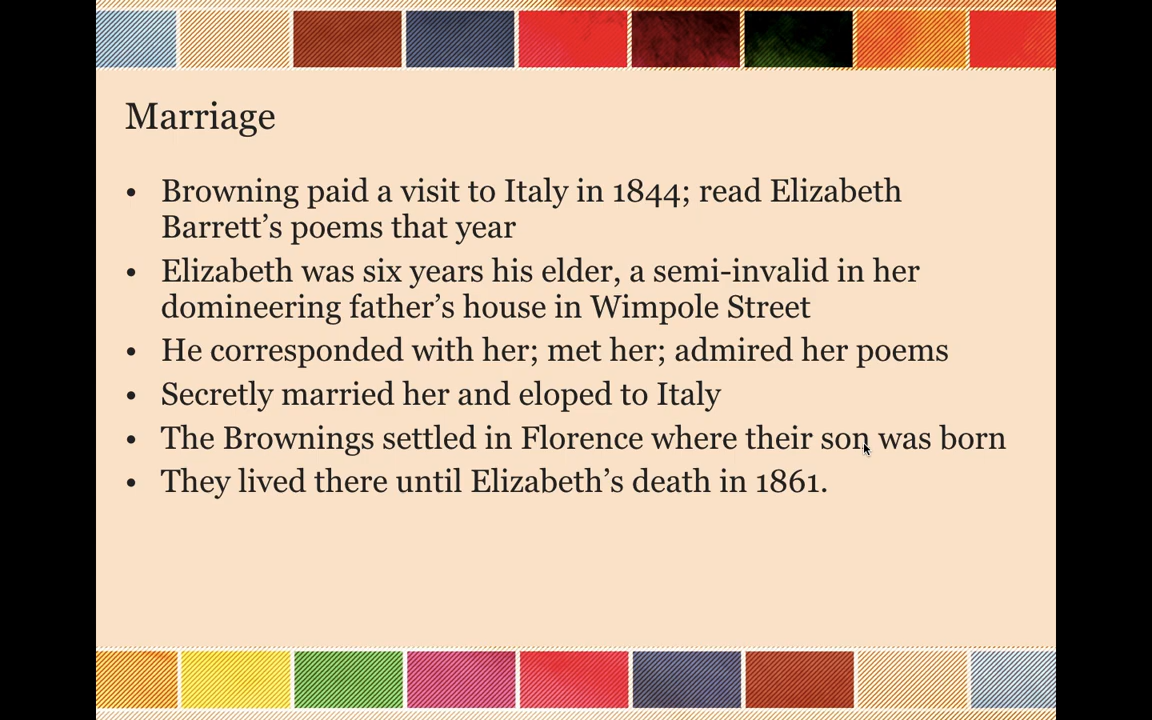 Marriage
• Browning paid a visit to Italy in 1844; read Elizabeth
Barrett’s poems that year
• Elizabeth was six years his elder, a semi-invalid in her
domineering father’s house in Wimpole Street
• He corresponded with her; met her; admired her poems
• Secretly married her and eloped to Italy
• The Brownings settled in Florence where their son was born
• They lived there until Elizabeth’s death in 1861.